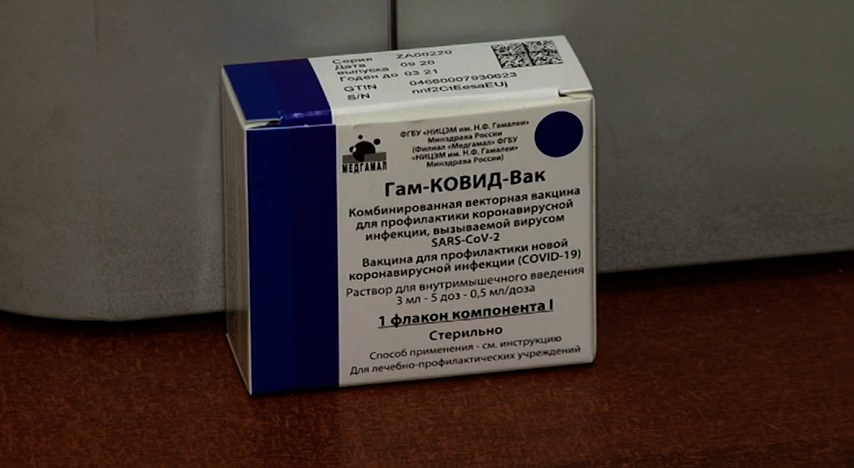 Серия ZA00220
Дата
выпуска 09 20
Годен до 03 21
GTIN 04660007930623
S/N nnf2CtEesaEUj
МЕДГАМАЛ
ФГБУ «НИЦЭМ им. Н.Ф. Гамалеи»
Минздрава России
(Филиал «Медгамал» ФГБУ
«НИЦЭМ им. Н.Ф. Гамалеи»
Минздрава России)
Гам-КОВИД-Вак
Комбинированная векторная вакцина
для профилактики коронавирусной
инфекции, вызываемой вирусом
SARS-CoV-2
Вакцина для профилактики новой
коронавирусной инфекции (COVID-19)
Раствор для внутримышечного введения
3 мл - 5 доз - 0,5 мл/доза
1 флакон компонента I
Стерильно
Способ применения - см. инструкцию
Для лечебно-профилактических учреждений